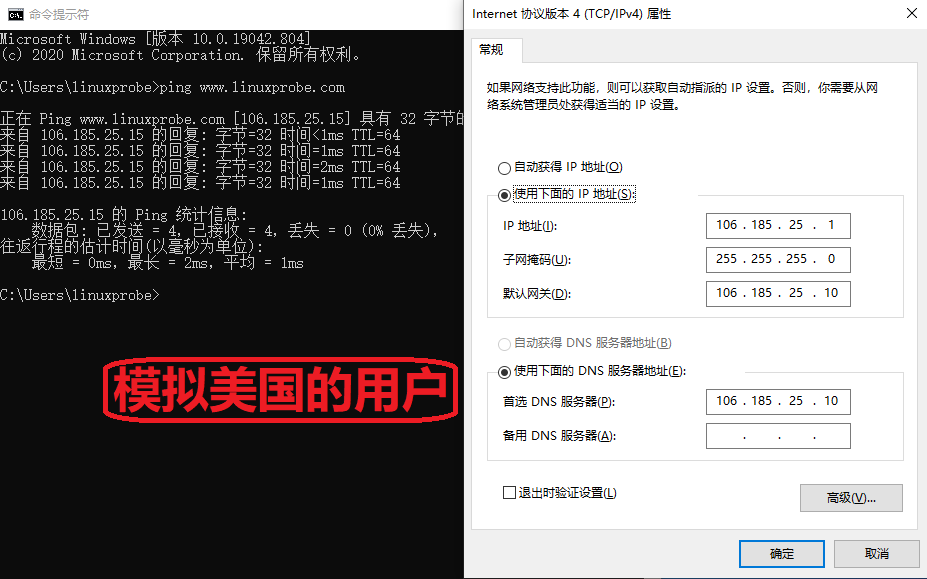 命令提示符
Microsoft Windows [版本 10.0.19042.804]
(c) 2020 Microsoft Corporation. 保留所有权利。
C:\Users\linuxprobe>ping www.linuxprobe.com
正在 Ping www.linuxprobe.com [106.185.25.15] 具有 32 字节的
来自 106.185.25.15 的回复: 字节=32 时间<1ms TTL=64
来自 106.185.25.15 的回复: 字节=32 时间=1ms TTL=64
来自 106.185.25.15 的回复: 字节=32 时间=2ms TTL=64
来自 106.185.25.15 的回复: 字节=32 时间=1ms TTL=64
106.185.25.15 的 Ping 统计信息:
数据包: 已发送 = 4，已接收 = 4，丢失 = 0 (0% 丢失)，
往返行程的估计时间(以毫秒为单位):
最短 = 0ms，最长 = 2ms，平均 = 1ms
C:\Users\linuxprobe>
模拟美国的用户
Internet 协议版本 4 (TCP/IPv4) 属性
常规
如果网络支持此功能，则可以获取自动指派的 IP 设置。否则，你需要从网
络系统管理员处获得适当的 IP 设置。
自动获得 IP 地址(O)
使用下面的 IP 地址(S):
IP 地址(I): 106 . 185 . 25 . 1
子网掩码(U): 255 . 255 . 255 . 0
默认网关(D): 106 . 185 . 25 . 10
自动获得 DNS 服务器地址(B)
使用下面的 DNS 服务器地址(E):
首选 DNS 服务器(P): 106 . 185 . 25 . 10
备用 DNS 服务器(A): . . .
退出时验证设置(L)
高级(V)...
确定 取消